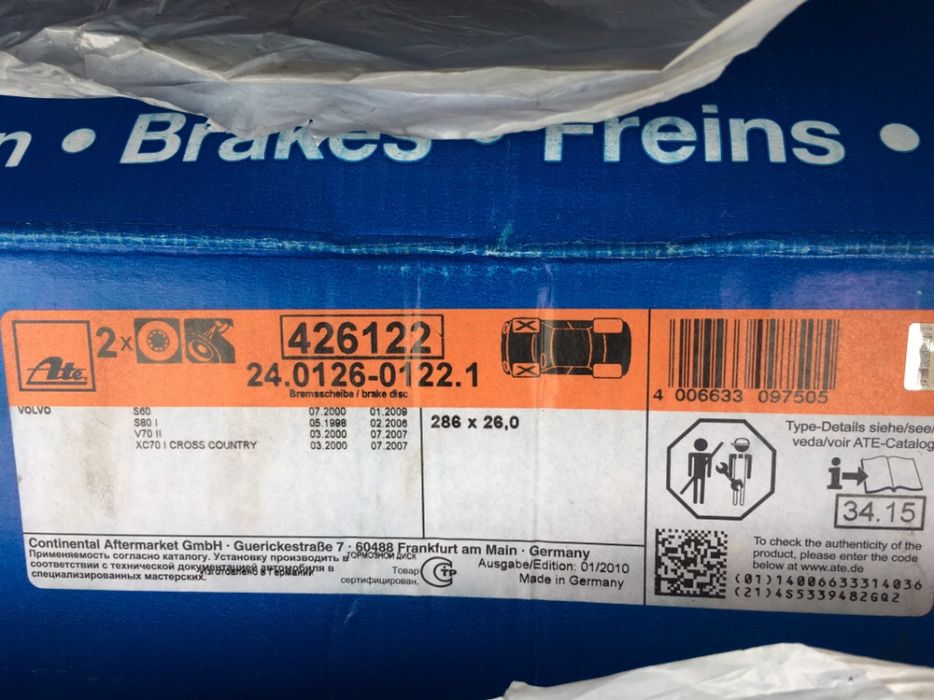 n • Brakes • Freins •
Ate
2x
426122
24.0126-0122.1
Bremsscheibe / brake disc
4 006633 097505
VOLVO S60 07.2000 01.2009
S80 I 05.1998 02.2006
V70 II 03.2000 07.2007
XC70 I CROSS COUNTRY 03.2000 07.2007
286 x 26,0
Type-Details siehe/see/
veda/voir ATE-Catalog
i
34.15
Continental Aftermarket GmbH · Guerickestraße 7 · 60488 Frankfurt am Main · Germany
Применяемость согласно каталогу. Установку производить в
соответствии с технической документацией автомобиля в
специализированных мастерских.
ТОРМОЗНОЙ ДИСК
Изготовлено в Германии
Товар
сертифицирован.
Ausgabe/Edition: 01/2010
Made in Germany
To check the authenticity of the
product, please enter the code
below at www.ate.de
(01)14006633314036
(21)4S5339482GQ2